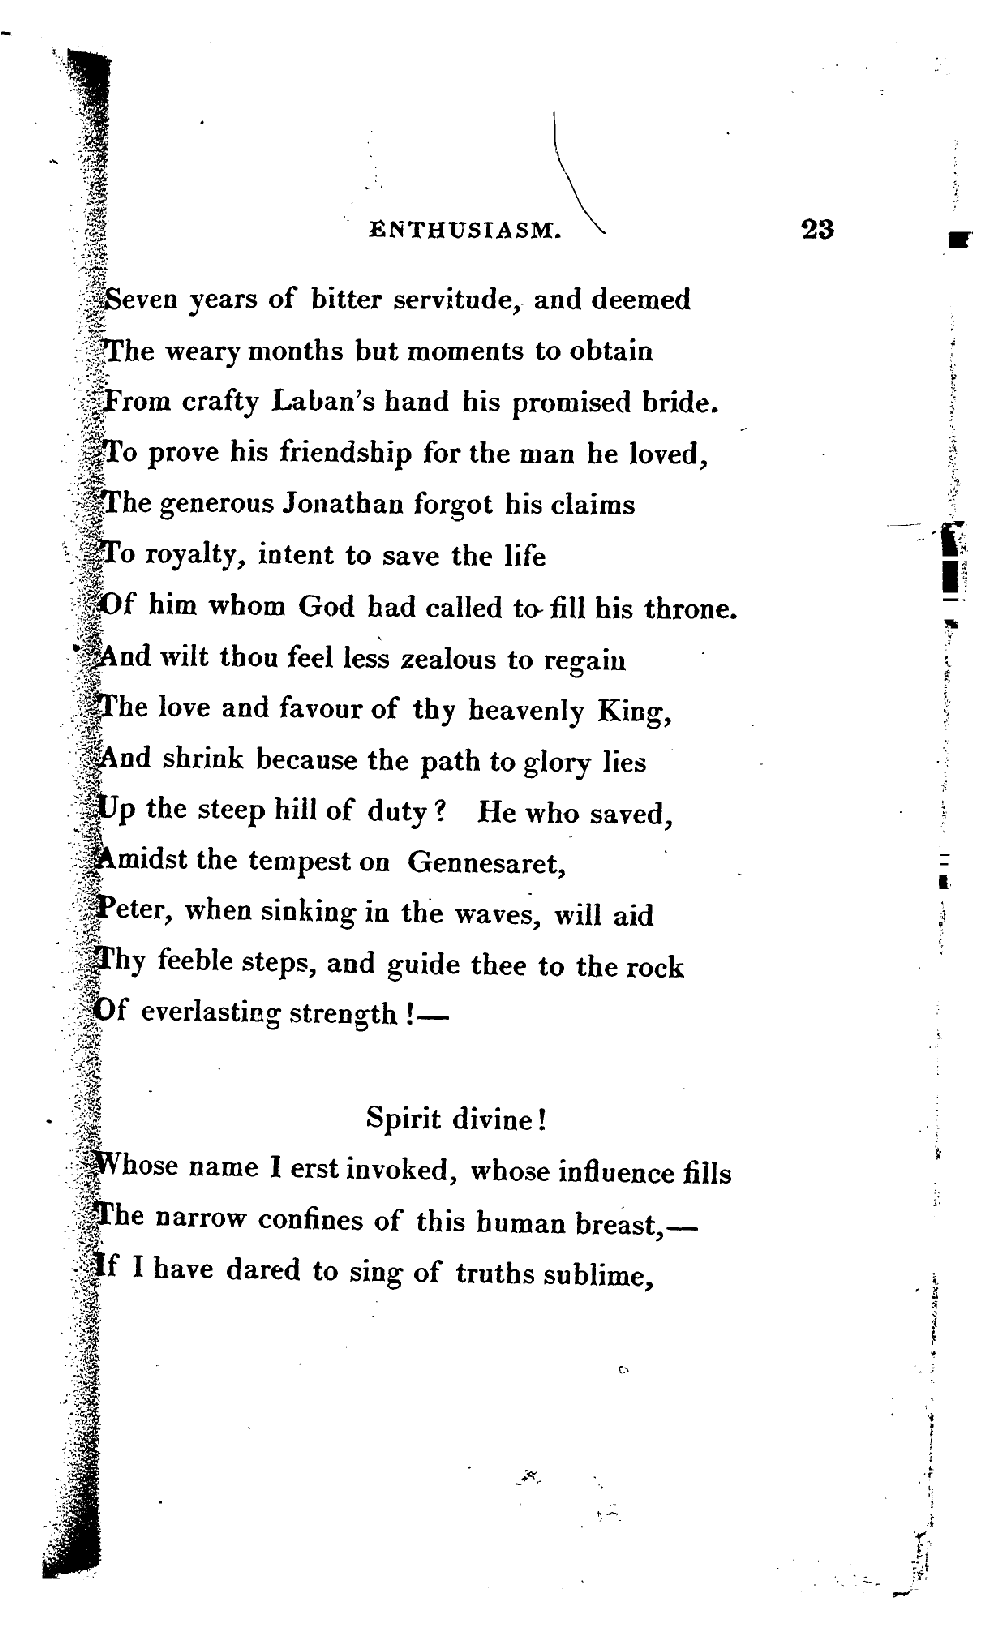 ENTHUSIASM. 23
Seven years of bitter servitude, and deemed
The weary months but moments to obtain
From crafty Laban's hand his promised bride.
To prove his friendship for the man he loved,
The generous Jonathan forgot his claims
To royalty, intent to save the life
Of him whom God had called to fill his throne.
And wilt thou feel less zealous to regain
The love and favour of thy heavenly King,
And shrink because the path to glory lies
Up the steep hill of duty? He who saved,
Amidst the tempest on Gennesaret,
Peter, when sinking in the waves, will aid
Thy feeble steps, and guide thee to the rock
Of everlasting strength!—
Spirit divine!
Whose name I erst invoked, whose influence fills
The narrow confines of this human breast,—
If I have dared to sing of truths sublime,